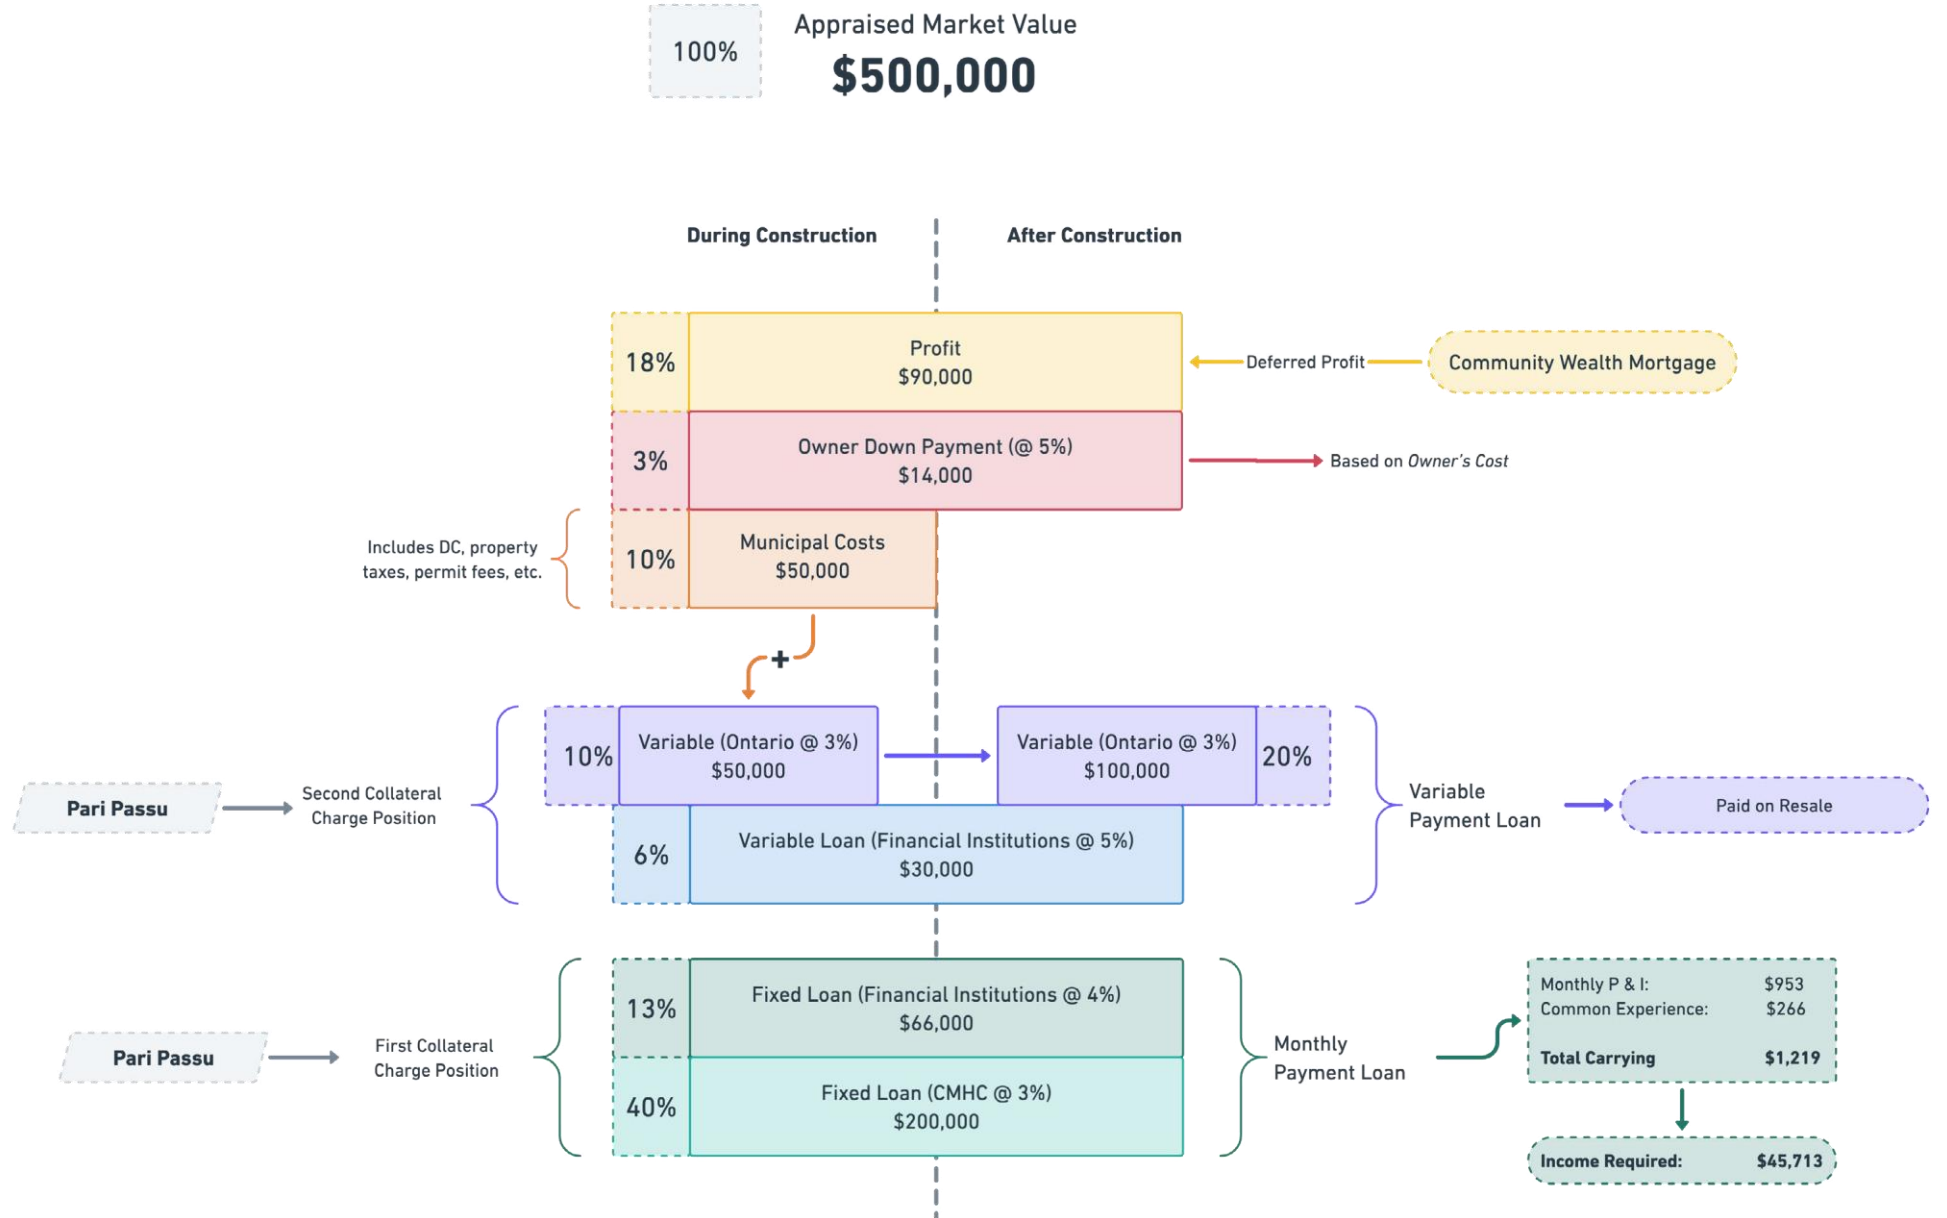 100%
Appraised Market Value
$500,000
During Construction
After Construction
18%
Profit
$90,000
Deferred Profit
Community Wealth Mortgage
3%
Owner Down Payment (@ 5%)
$14,000
Based on Owner's Cost
Includes DC, property
taxes, permit fees, etc.
10%
Municipal Costs
$50,000
+
Pari Passu
Second Collateral
Charge Position
10%
Variable (Ontario @ 3%)
$50,000
Variable (Ontario @ 3%)
$100,000
20%
6%
Variable Loan (Financial Institutions @ 5%)
$30,000
Variable
Payment Loan
Paid on Resale
Pari Passu
First Collateral
Charge Position
13%
Fixed Loan (Financial Institutions @ 4%)
$66,000
40%
Fixed Loan (CMHC @ 3%)
$200,000
Monthly
Payment Loan
Monthly P & I: $953
Common Experience: $266
Total Carrying $1,219
Income Required: $45,713